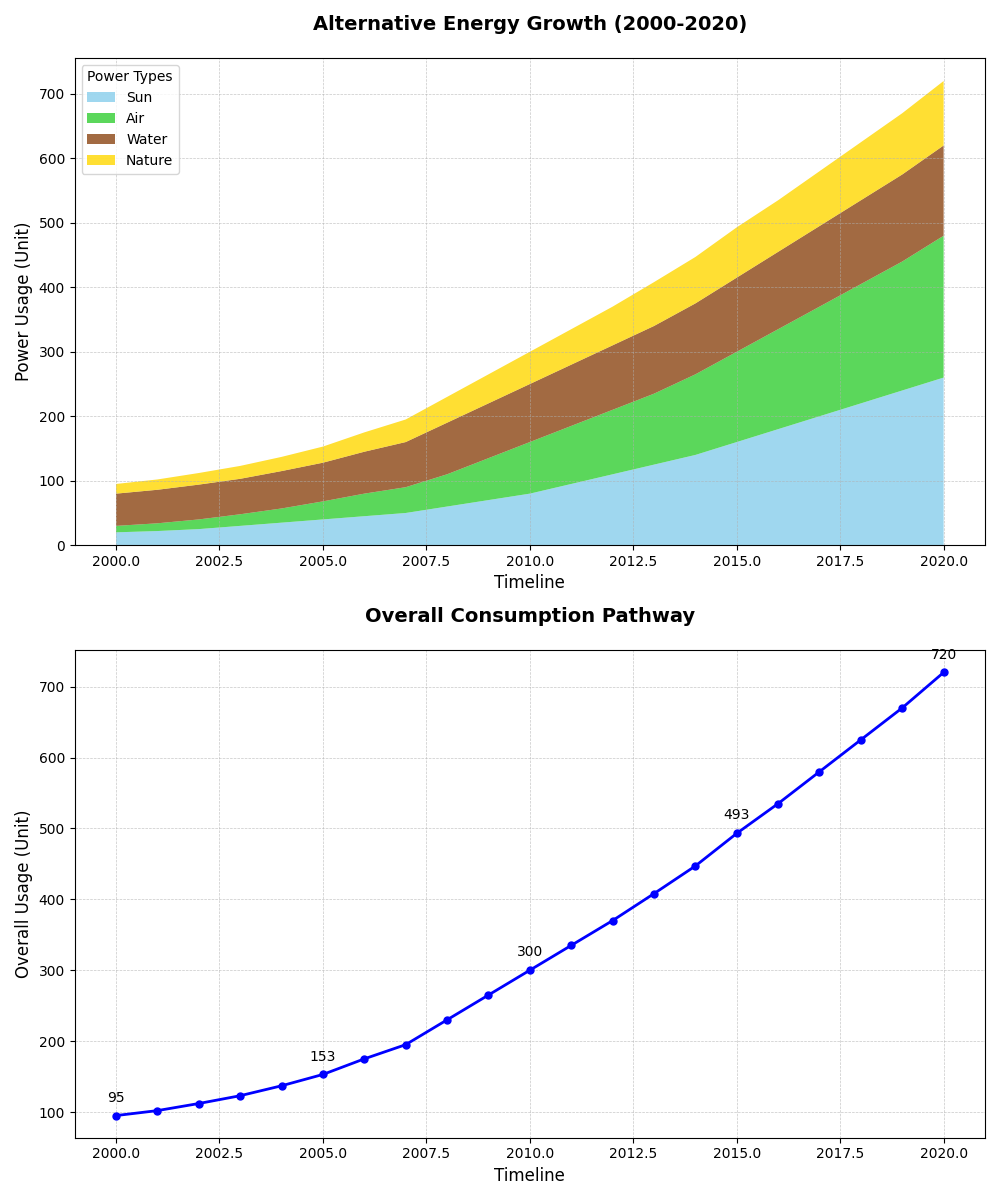 Alternative Energy Growth (2000-2020)
Power Types
Sun
Air
Water
Nature
Power Usage (Unit)
700
600
500
400
300
200
100
0
2000.0 2002.5 2005.0 2007.5 2010.0 2012.5 2015.0 2017.5 2020.0
Timeline
Overall Consumption Pathway
Overall Usage (Unit)
700
600
500
400
300
200
100
95
153
300
493
720
2000.0 2002.5 2005.0 2007.5 2010.0 2012.5 2015.0 2017.5 2020.0
Timeline